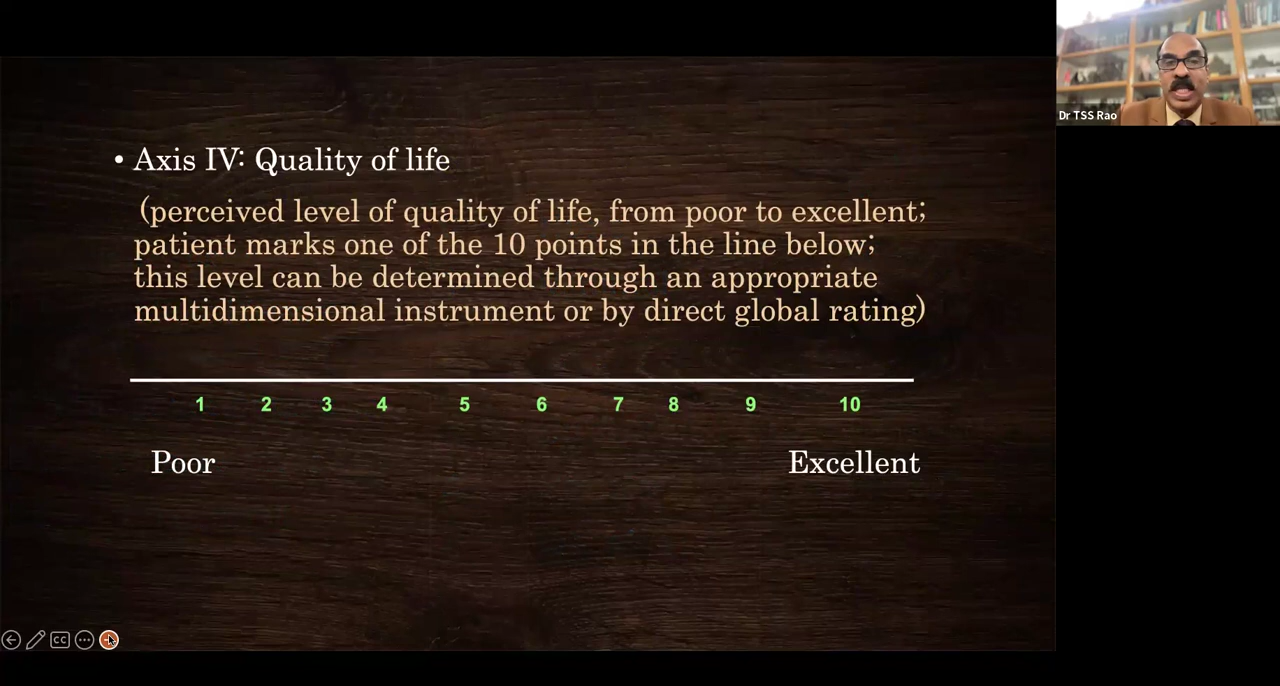 • Axis IV: Quality of life
(perceived level of quality of life, from poor to excellent;
patient marks one of the 10 points in the line below;
this level can be determined through an appropriate
multidimensional instrument or by direct global rating)
1 2 3 4 5 6 7 8 9 10
Poor Excellent
Dr TSS Rao
CC